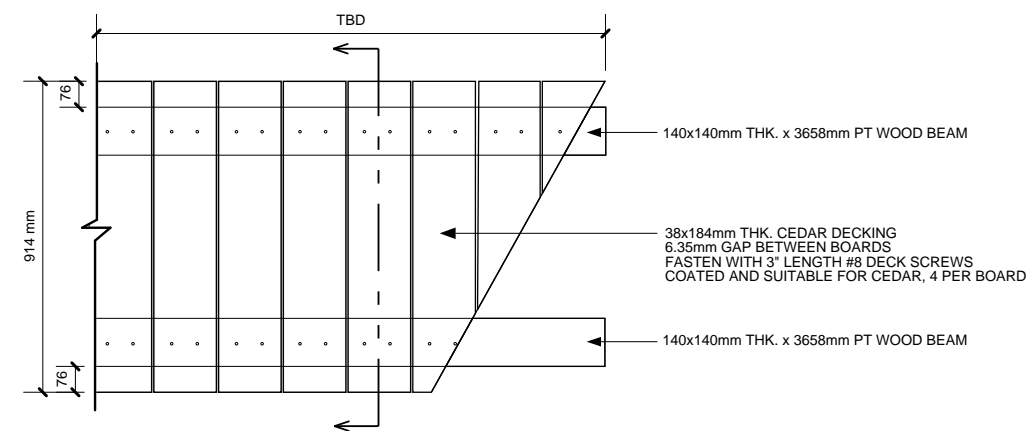 TBD
76
140x140mm THK. x 3658mm PT WOOD BEAM
914 mm
38x184mm THK. CEDAR DECKING
6.35mm GAP BETWEEN BOARDS
FASTEN WITH 3" LENGTH #8 DECK SCREWS
COATED AND SUITABLE FOR CEDAR, 4 PER BOARD
140x140mm THK. x 3658mm PT WOOD BEAM
76